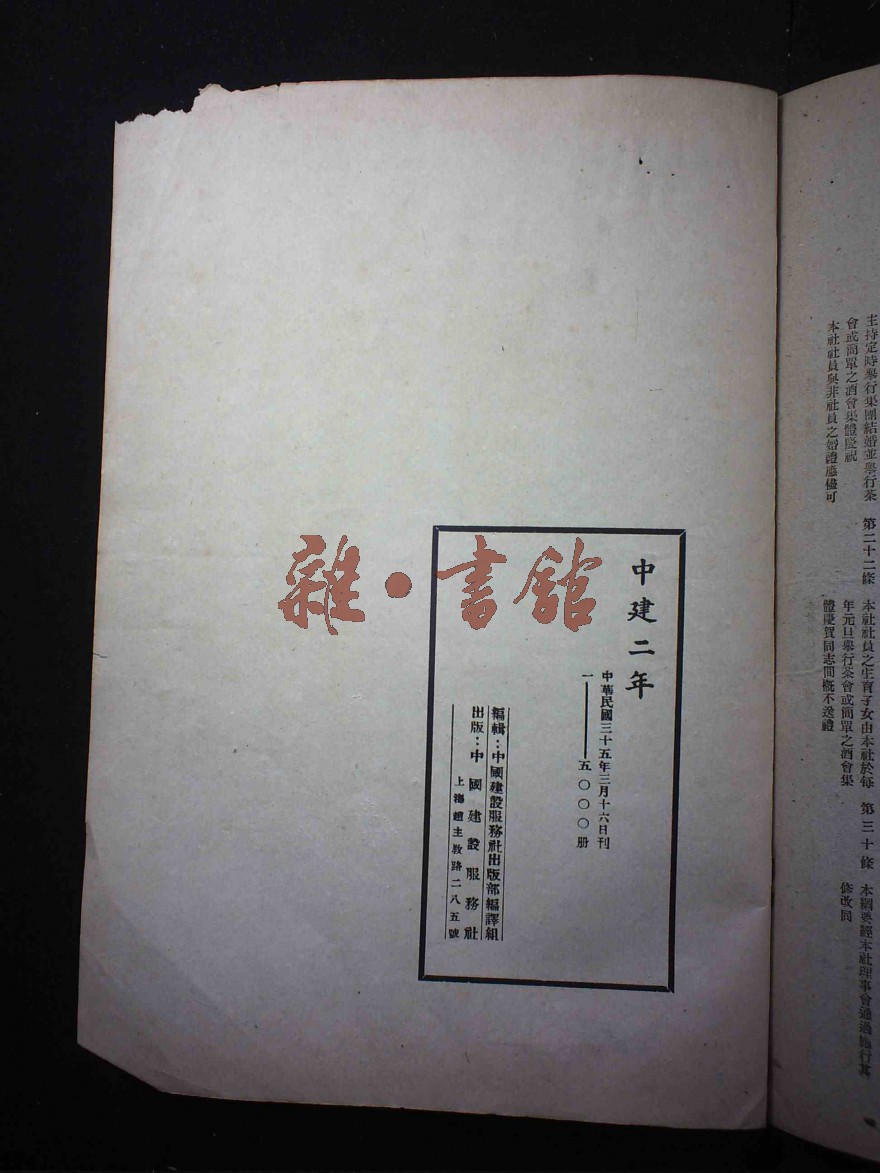 主持定時舉行集團結婚並舉行茶
會或簡單之酒會集體慶祝
本社社員與非社員之婚禮應儘可
第二十二條
本社社員之生育子女由本社於每
年元旦舉行茶會或簡單之酒會集
體慶賀同志間概不送禮
第三十條
本綱要經本社理事會通過施行其
修改同
中建二年
中華民國三十五年三月十六日刊
一——五〇〇〇册
編輯：中國建設服務社出版部編譯組
出版：中國建設服務社
上海趙主教路二八五號
雜·書館